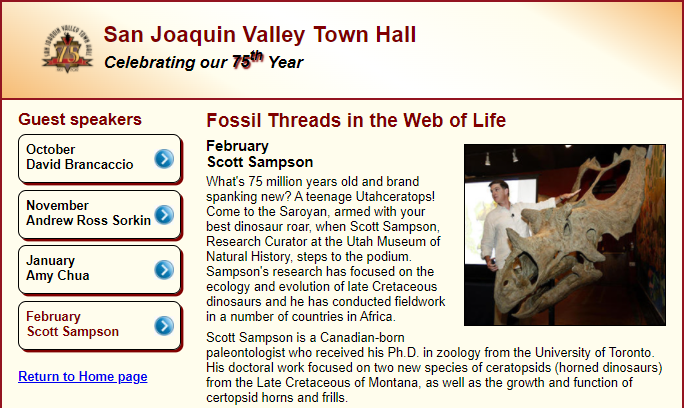 SAN JOAQUIN VALLEY TOWN HALL
75
San Joaquin Valley Town Hall
Celebrating our 75th Year
Guest speakers
October
David Brancaccio
November
Andrew Ross Sorkin
January
Amy Chua
February
Scott Sampson
Return to Home page
Fossil Threads in the Web of Life
February
Scott Sampson
What's 75 million years old and brand
spanking new? A teenage Utahceratops!
Come to the Saroyan, armed with your
best dinosaur roar, when Scott Sampson,
Research Curator at the Utah Museum of
Natural History, steps to the podium.
Sampson's research has focused on the
ecology and evolution of late Cretaceous
dinosaurs and he has conducted fieldwork
in a number of countries in Africa.
Scott Sampson is a Canadian-born
paleontologist who received his Ph.D. in zoology from the University of Toronto.
His doctoral work focused on two new species of ceratopsids (horned dinosaurs)
from the Late Cretaceous of Montana, as well as the growth and function of
certopsid horns and frills.